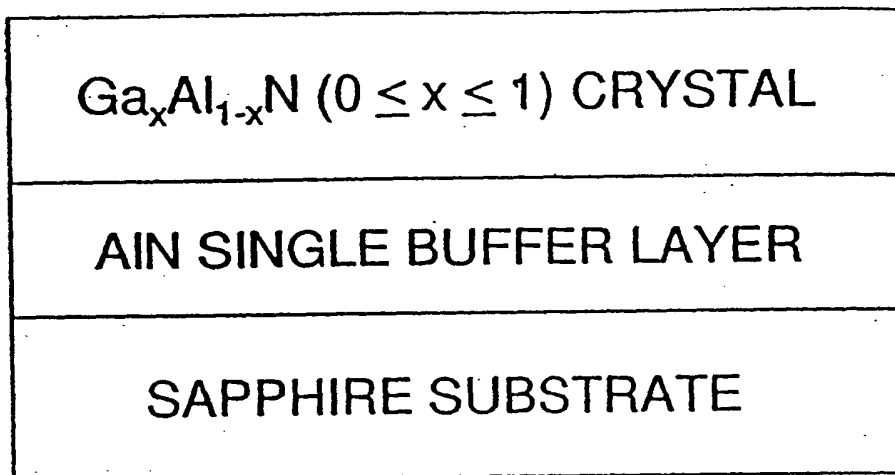 GaₓAl₁₋ₓN (0 ≤ x ≤ 1) CRYSTAL
AlN SINGLE BUFFER LAYER
SAPPHIRE SUBSTRATE